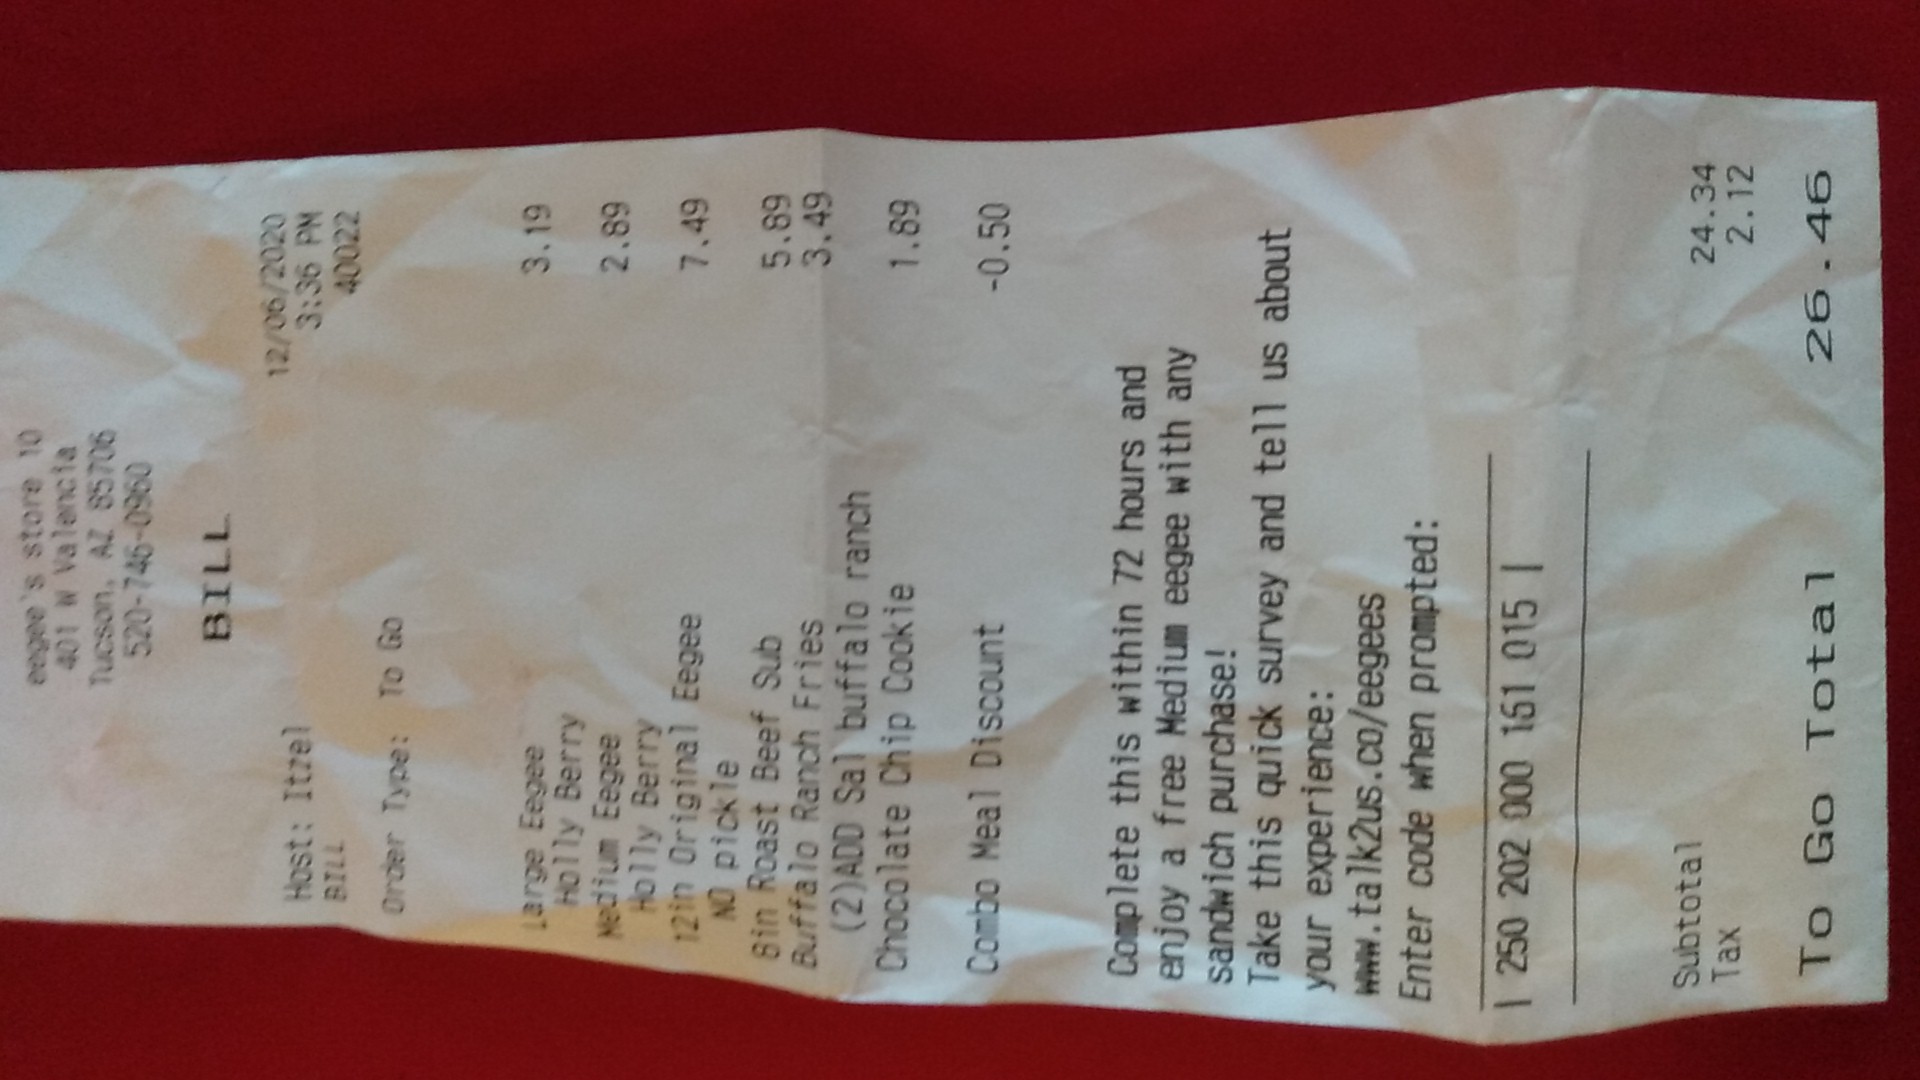 eegee's store 10
401 W Valencia
Tucson, AZ 85706
520-746-0960
BILL
12/06/2020
Host: Itzel 3:36 PM
BILL 40022
Order Type: To Go
Large Eegee 3.19
Holly Berry
Medium Eegee 2.89
Holly Berry
12in Original Eegee 7.49
NO pickle
8in Roast Beef Sub 5.89
Buffalo Ranch Fries 3.49
(2)ADD Sal buffalo ranch
Chocolate Chip Cookie 1.89
Combo Meal Discount -0.50
Complete this within 72 hours and
enjoy a free Medium eegee with any
sandwich purchase!
Take this quick survey and tell us about
your experience:
www.talk2us.co/eegees
Enter code when prompted:
| 250 202 000 161 015 |
Subtotal 24.34
Tax 2.12
To Go Total 26.46